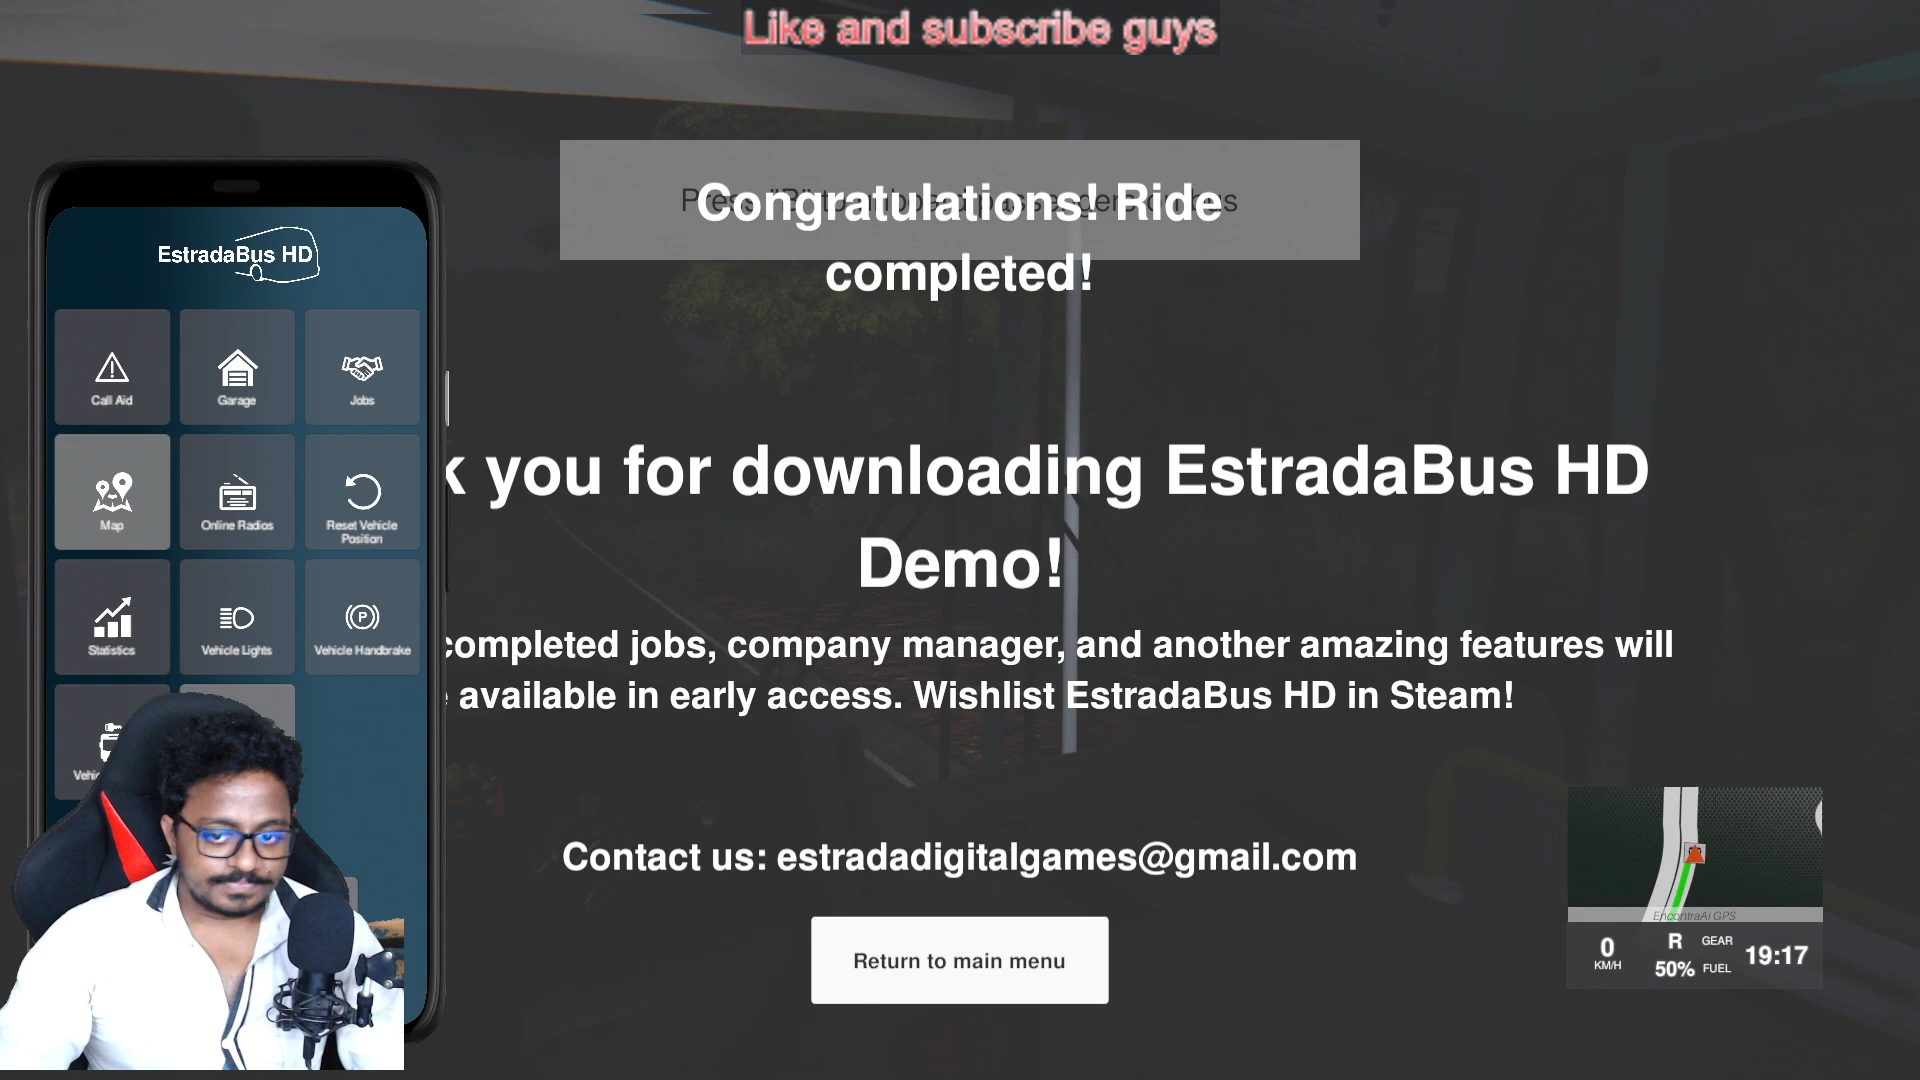 Like and subscribe guys
Congratulations! Ride
completed!
EstradaBus HD
Call Aid
Garage
Jobs
Map
Online Radios
Reset Vehicle
Position
Statistics
Vehicle Lights
Vehicle Handbrake
k you for downloading EstradaBus HD
Demo!
completed jobs, company manager, and another amazing features will
available in early access. Wishlist EstradaBus HD in Steam!
Contact us: estradadigitalgames@gmail.com
Return to main menu
EncontraAi GPS
0
KM/H
R GEAR
50% FUEL
19:17